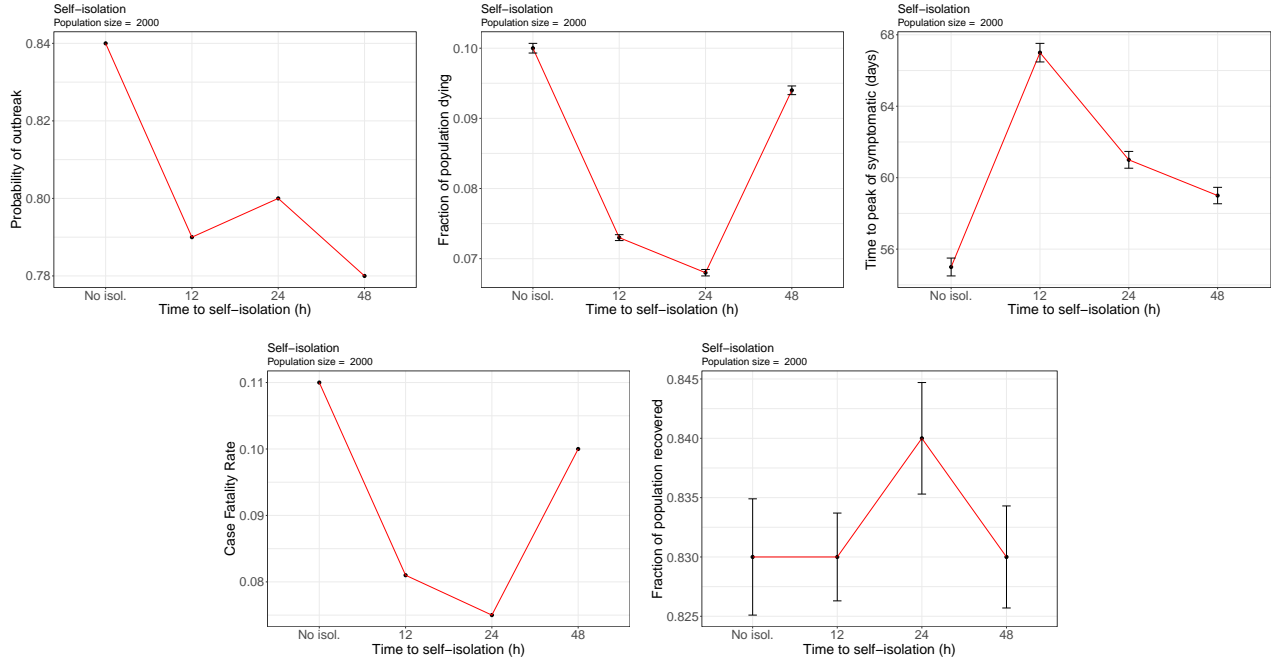 Self−isolation
Population size =  2000
Probability of outbreak
0.84
0.82
0.80
0.78
No isol.
12
24
48
Time to self−isolation (h)
Self−isolation
Population size =  2000
Fraction of population dying
0.10
0.09
0.08
0.07
No isol.
12
24
48
Time to self−isolation (h)
Self−isolation
Population size =  2000
Time to peak of symptomatic (days)
68
64
60
56
No isol.
12
24
48
Time to self−isolation (h)
Self−isolation
Population size =  2000
Case Fatality Rate
0.11
0.10
0.09
0.08
No isol.
12
24
48
Time to self−isolation (h)
Self−isolation
Population size =  2000
Fraction of population recovered
0.845
0.840
0.835
0.830
0.825
No isol.
12
24
48
Time to self−isolation (h)